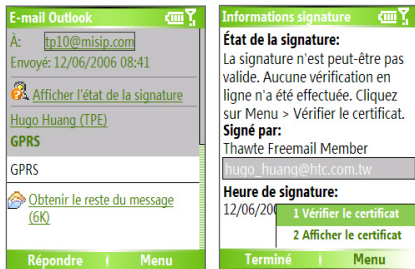 E-mail Outlook
À: tp10@misip.com
Envoyé: 12/06/2006 08:41
Afficher l'état de la signature
Hugo Huang (TPE)
GPRS
GPRS
Obtenir le reste du message
(6K)
Répondre Menu
Informations signature
État de la signature:
La signature n'est peut-être pas
valide. Aucune vérification en
ligne n'a été effectuée. Cliquez
sur Menu > Vérifier le certificat.
Signé par:
Thawte Freemail Member
hugo_huang@htc.com.tw
Heure de signature:
12/06/200
1 Vérifier le certificat
2 Afficher le certificat
Terminé Menu